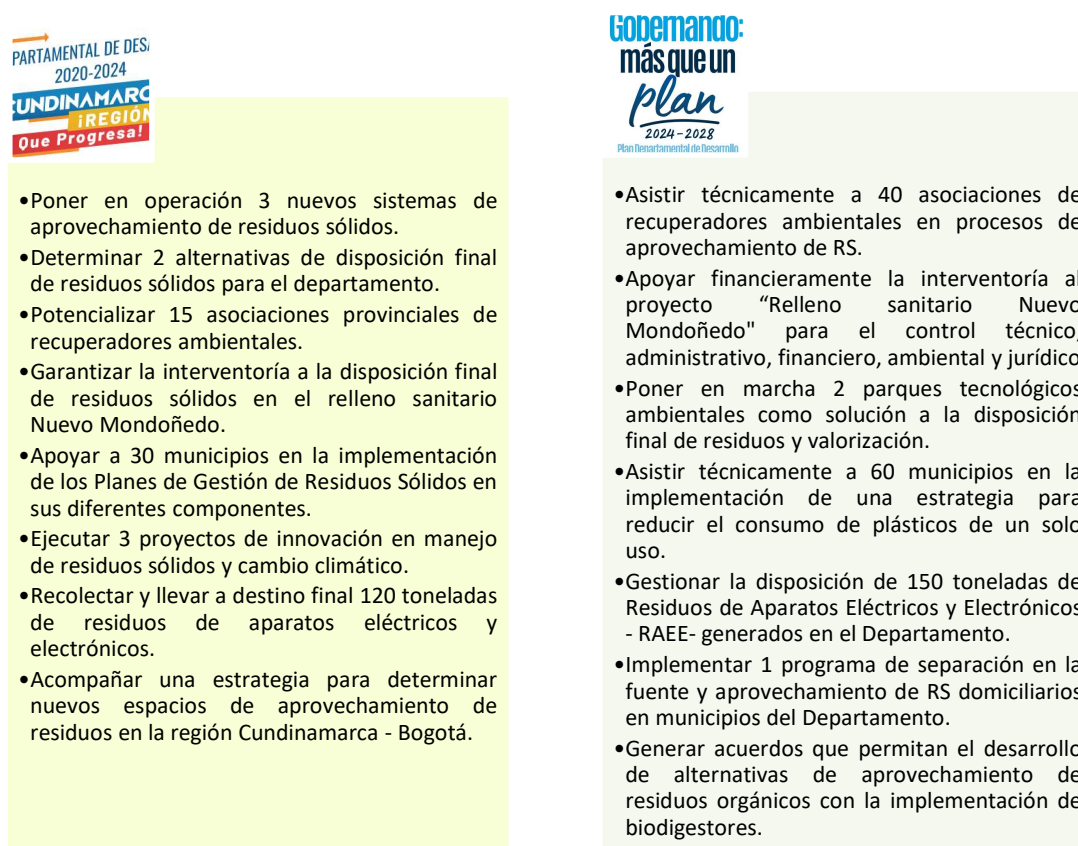 PARTAMENTAL DE DES
2020-2024
UNDINAMARC
¡REGIÓN
Que Progresa!
•Poner en operación 3 nuevos sistemas de
aprovechamiento de residuos sólidos.
•Determinar 2 alternativas de disposición final
de residuos sólidos para el departamento.
•Potencializar 15 asociaciones provinciales de
recuperadores ambientales.
•Garantizar la interventoría a la disposición final
de residuos sólidos en el relleno sanitario
Nuevo Mondoñedo.
•Apoyar a 30 municipios en la implementación
de los Planes de Gestión de Residuos Sólidos en
sus diferentes componentes.
•Ejecutar 3 proyectos de innovación en manejo
de residuos sólidos y cambio climático.
•Recolectar y llevar a destino final 120 toneladas
de residuos de aparatos eléctricos y
electrónicos.
•Acompañar una estrategia para determinar
nuevos espacios de aprovechamiento de
residuos en la región Cundinamarca - Bogotá.
Gobernando:
más que un
plan
2024-2028
Plan Departamental de Desarrollo
•Asistir técnicamente a 40 asociaciones de
recuperadores ambientales en procesos de
aprovechamiento de RS.
•Apoyar financieramente la interventoría al
proyecto “Relleno sanitario Nuevo
Mondoñedo" para el control técnico,
administrativo, financiero, ambiental y jurídico
•Poner en marcha 2 parques tecnológicos
ambientales como solución a la disposición
final de residuos y valorización.
•Asistir técnicamente a 60 municipios en la
implementación de una estrategia para
reducir el consumo de plásticos de un solo
uso.
•Gestionar la disposición de 150 toneladas de
Residuos de Aparatos Eléctricos y Electrónicos
- RAEE- generados en el Departamento.
•Implementar 1 programa de separación en la
fuente y aprovechamiento de RS domiciliarios
en municipios del Departamento.
•Generar acuerdos que permitan el desarrollo
de alternativas de aprovechamiento de
residuos orgánicos con la implementación de
biodigestores.